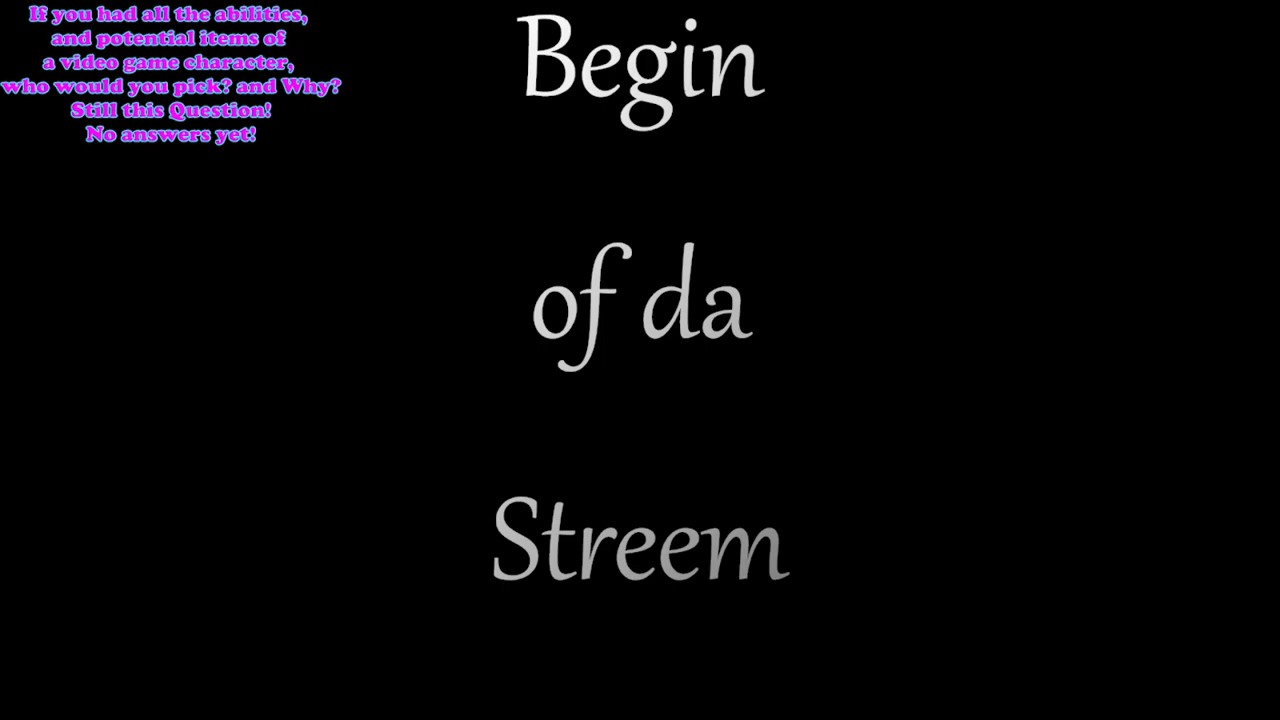 If you had all the abilities,
and potential items of
a video game character,
who would you pick? and Why?
Still this Question!
No answers yet!
Begin
of da
Streem